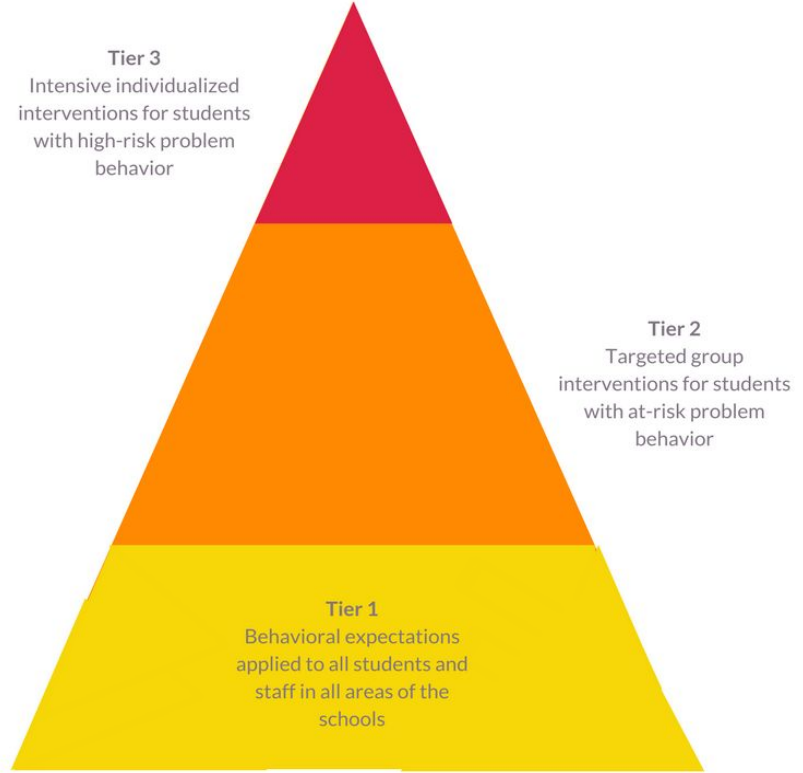 Tier 3
Intensive individualized
interventions for students
with high-risk problem
behavior
Tier 2
Targeted group
interventions for students
with at-risk problem
behavior
Tier 1
Behavioral expectations
applied to all students and
staff in all areas of the
schools